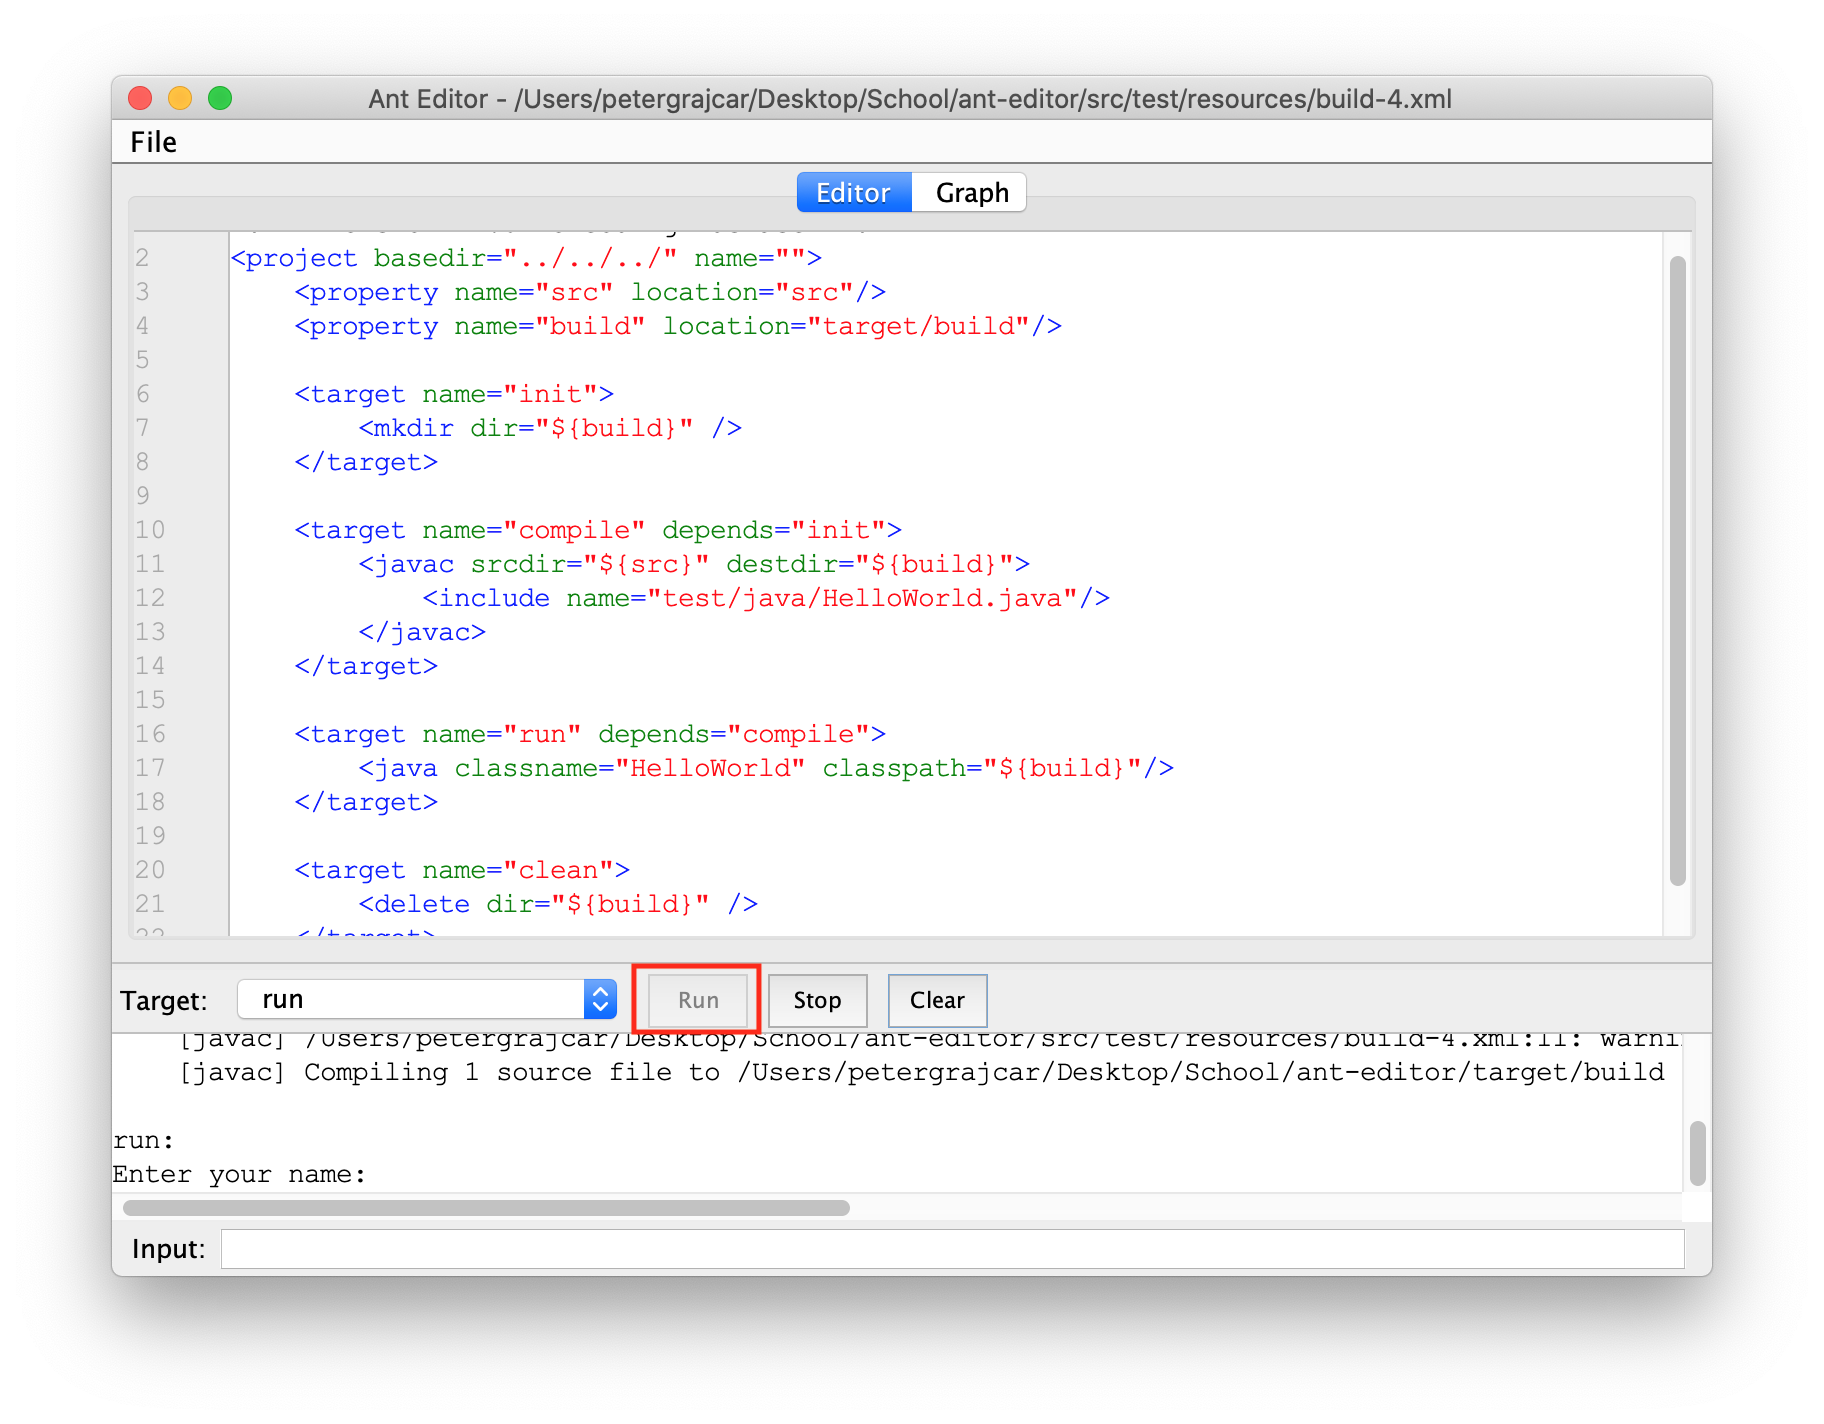 Ant Editor - /Users/petergrajcar/Desktop/School/ant-editor/src/test/resources/build-4.xml
File
Editor Graph
2 <project basedir="../../../" name="">
3     <property name="src" location="src"/>
4     <property name="build" location="target/build"/>
5
6     <target name="init">
7         <mkdir dir="${build}" />
8     </target>
9
10     <target name="compile" depends="init">
11         <javac srcdir="${src}" destdir="${build}">
12             <include name="test/java/HelloWorld.java"/>
13         </javac>
14     </target>
15
16     <target name="run" depends="compile">
17         <java classname="HelloWorld" classpath="${build}"/>
18     </target>
19
20     <target name="clean">
21         <delete dir="${build}" />
22     </target>
Target: run Run Stop Clear
[javac] /Users/petergrajcar/Desktop/School/ant-editor/src/test/resources/build-4.xml:11: warni
[javac] Compiling 1 source file to /Users/petergrajcar/Desktop/School/ant-editor/target/build
run:
Enter your name:
Input: